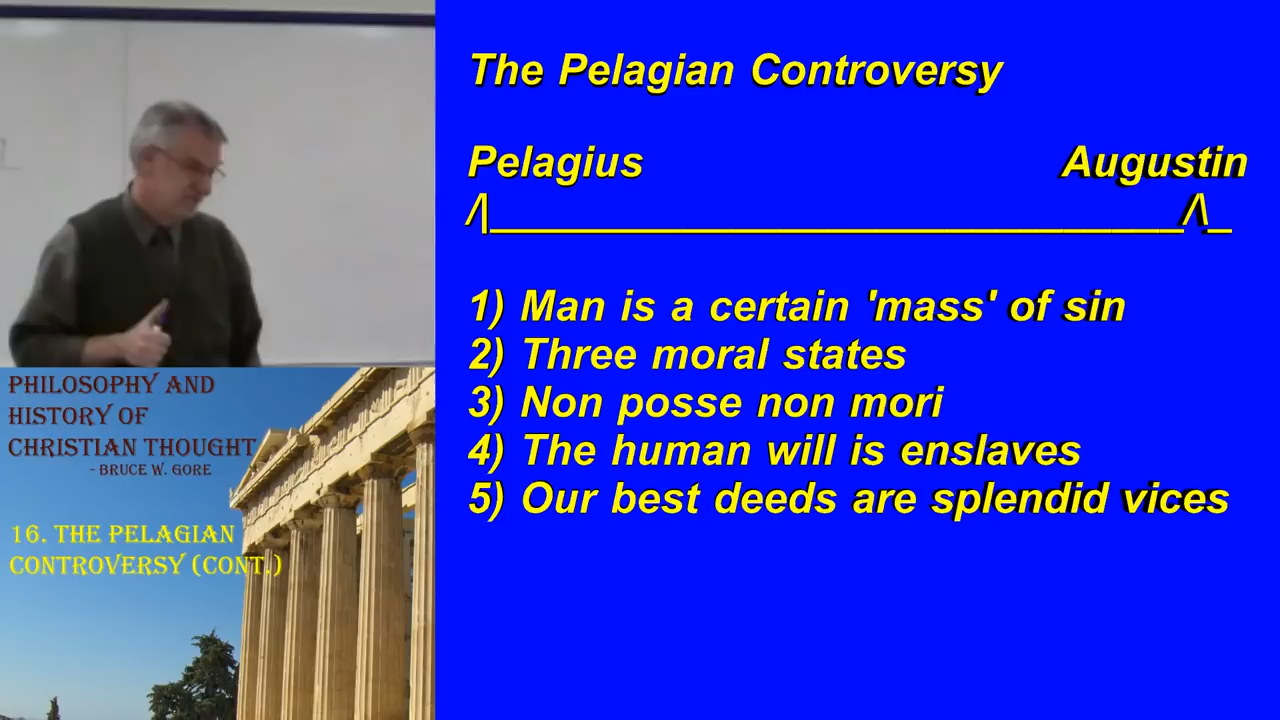 The Pelagian Controversy
Pelagius Augustin
/|______________________________/\_
1) Man is a certain 'mass' of sin
2) Three moral states
3) Non posse non mori
4) The human will is enslaves
5) Our best deeds are splendid vices
PHILOSOPHY AND
HISTORY OF
CHRISTIAN THOUGHT
- BRUCE W. GORE
16. THE PELAGIAN
CONTROVERSY (CONT.)